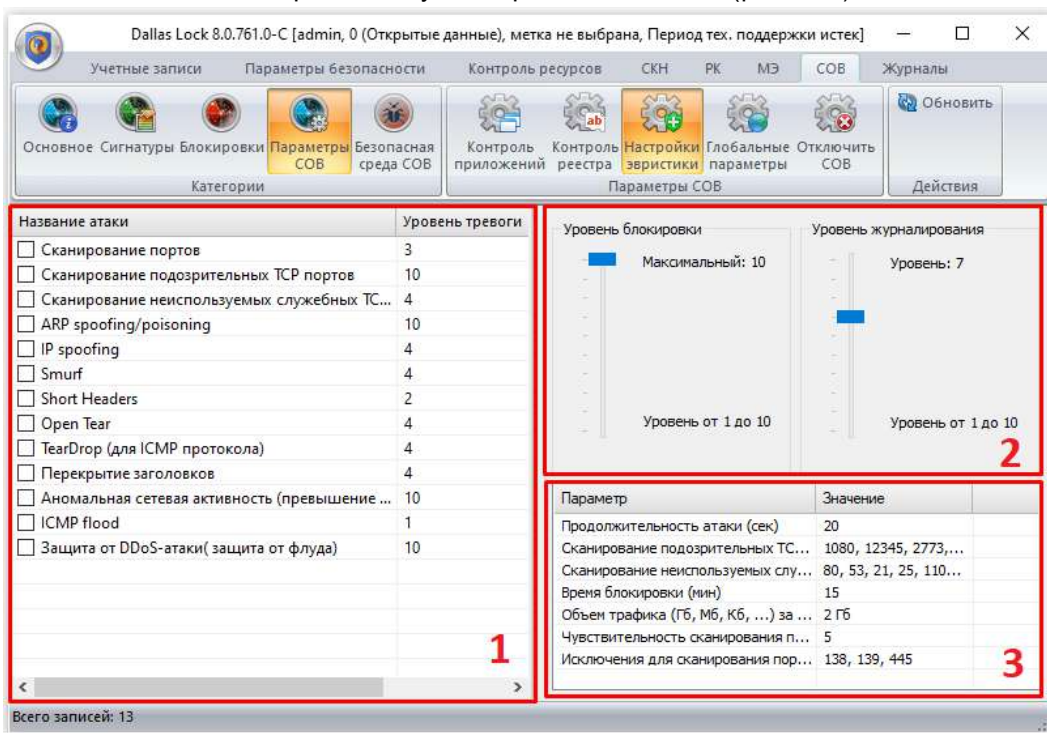 Dallas Lock 8.0.761.0-C [admin, 0 (Открытые данные), метка не выбрана, Период тех. поддержки истек]
Учетные записи Параметры безопасности Контроль ресурсов СКН РК МЭ СОВ Журналы
Основное Сигнатуры Блокировки Параметры СОВ Безопасная среда СОВ
Категории
Контроль приложений Контроль реестра Настройки эвристики Глобальные параметры Отключить СОВ
Параметры СОВ
Обновить
Действия
Название атаки Уровень тревоги
Сканирование портов 3
Сканирование подозрительных TCP портов 10
Сканирование неиспользуемых служебных TC... 4
ARP spoofing/poisoning 10
IP spoofing 4
Smurf 4
Short Headers 2
Open Tear 4
TearDrop (для ICMP протокола) 4
Перекрытие заголовков 4
Аномальная сетевая активность (превышение ... 10
ICMP flood 1
Защита от DDoS-атаки( защита от флуда) 10
1
Уровень блокировки
Максимальный: 10
Уровень от 1 до 10
Уровень журналирования
Уровень: 7
Уровень от 1 до 10
2
Параметр Значение
Продолжительность атаки (сек) 20
Сканирование подозрительных TC... 1080, 12345, 2773,...
Сканирование неиспользуемых слу... 80, 53, 21, 25, 110...
Время блокировки (мин) 15
Объем трафика (Гб, Мб, Кб, ...) за ... 2 Гб
Чувствительность сканирования п... 5
Исключения для сканирования пор... 138, 139, 445
3
Всего записей: 13